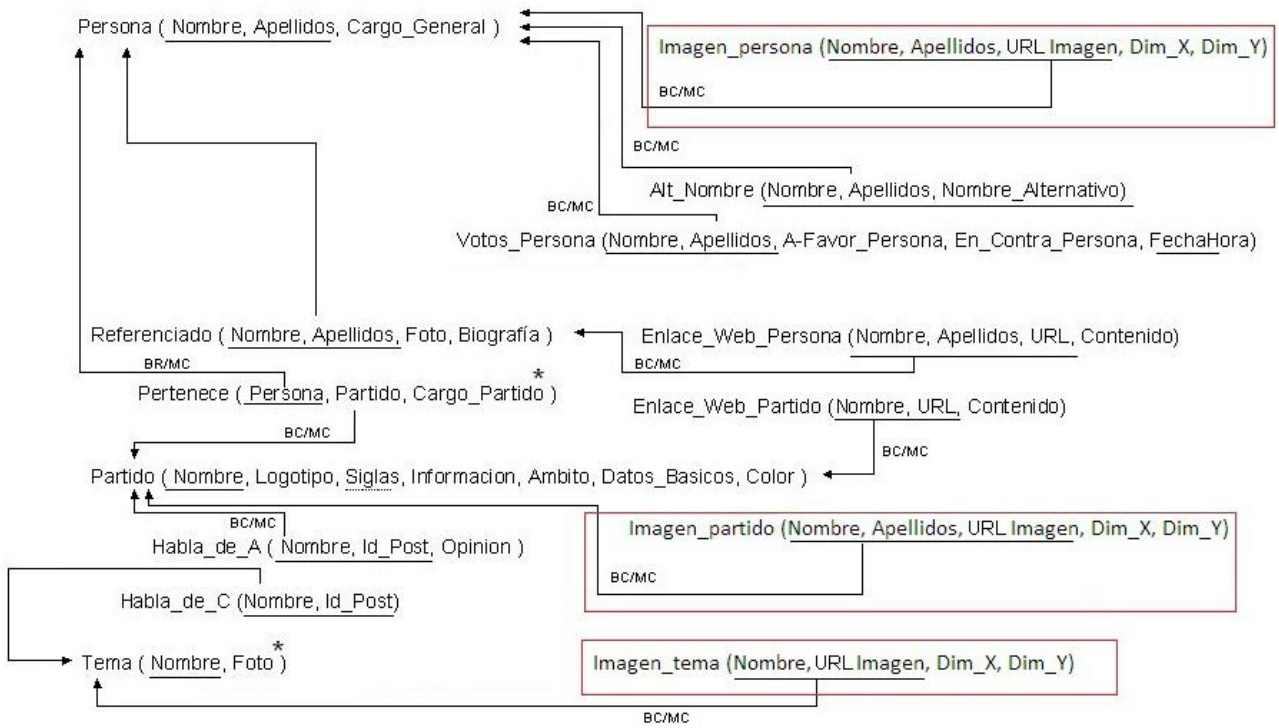 Persona ( Nombre, Apellidos, Cargo_General )
Imagen_persona (Nombre, Apellidos, URL Imagen, Dim_X, Dim_Y)
BC/MC
BC/MC
Alt_Nombre (Nombre, Apellidos, Nombre_Alternativo)
BC/MC
Votos_Persona (Nombre, Apellidos, A-Favor_Persona, En_Contra_Persona, FechaHora)
Referenciado ( Nombre, Apellidos, Foto, Biografía )
Enlace_Web_Persona (Nombre, Apellidos, URL, Contenido)
BR/MC
BC/MC
Pertenece ( Persona, Partido, Cargo_Partido* )
Enlace_Web_Partido (Nombre, URL, Contenido)
BC/MC
BC/MC
Partido ( Nombre, Logotipo, Siglas, Informacion, Ambito, Datos_Basicos, Color )
BC/MC
Imagen_partido (Nombre, Apellidos, URL Imagen, Dim_X, Dim_Y)
Habla_de_A ( Nombre, Id_Post, Opinion )
BC/MC
Habla_de_C (Nombre, Id_Post)
Tema ( Nombre, Foto* )
Imagen_tema (Nombre, URL Imagen, Dim_X, Dim_Y)
BC/MC